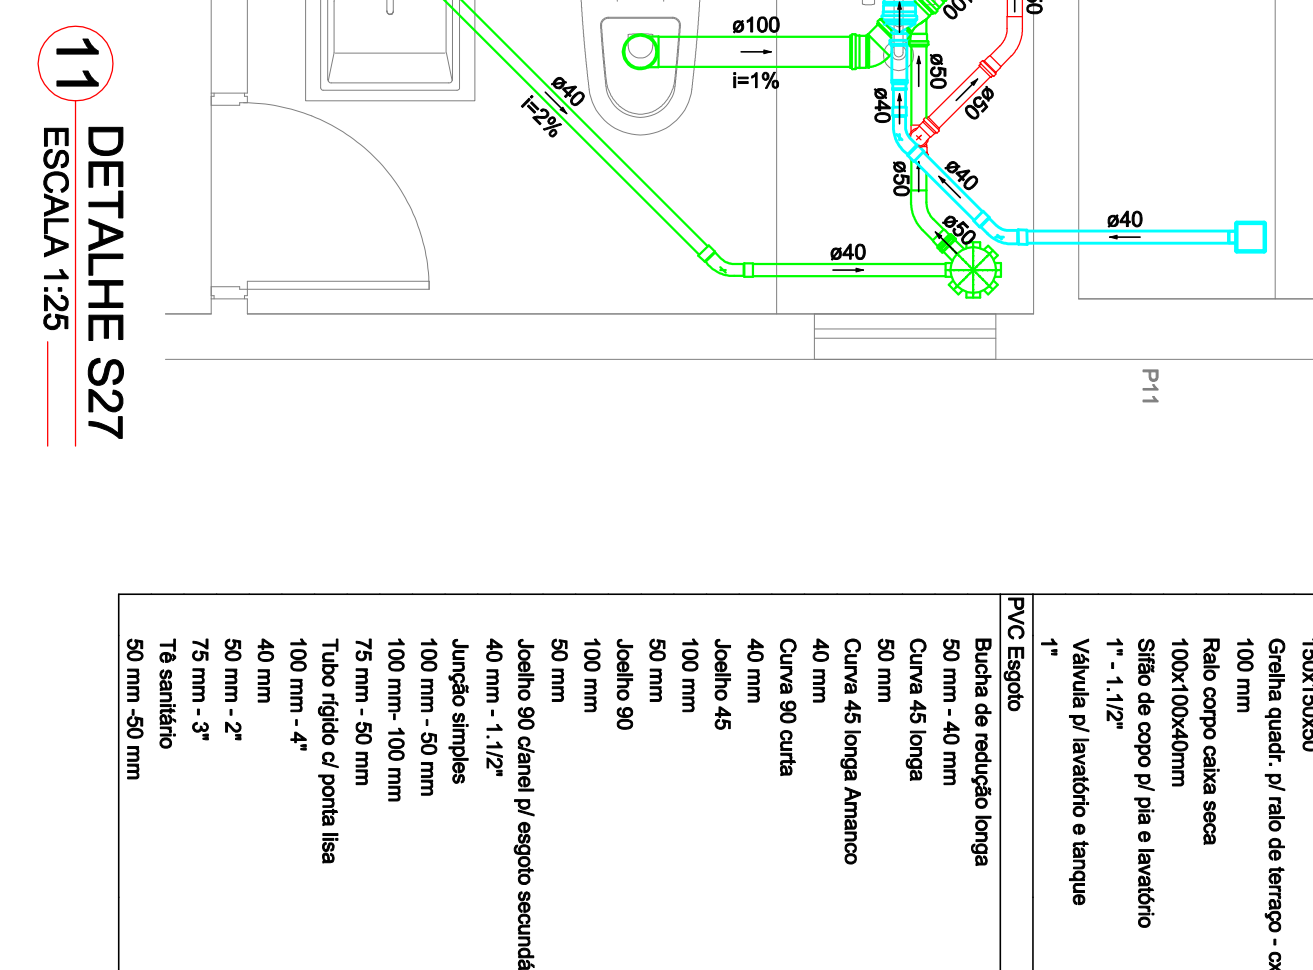 ø100
i=1%
ø40
i=2%
ø40
ø50
ø50
ø40
ø50
ø40
ø50
ø40
ø40
P11
11
DETALHE S27
ESCALA 1:25
150x150x50
Grelha quadr. p/ ralo de terraço - cx
100 mm
Ralo corpo caixa seca
100x100x40mm
Sifão de copo p/ pia e lavatório
1" - 1.1/2"
Válvula p/ lavatório e tanque
1"
PVC Esgoto
Bucha de redução longa
50 mm - 40 mm
Curva 45 longa
50 mm
Curva 45 longa Amanco
40 mm
Curva 90 curta
40 mm
Joelho 45
100 mm
50 mm
Joelho 90
100 mm
50 mm
Joelho 90 c/anel p/ esgoto secundá
40 mm - 1.1/2"
Junção simples
100 mm - 50 mm
100 mm- 100 mm
75 mm - 50 mm
Tubo rígido c/ ponta lisa
100 mm - 4"
40 mm
50 mm - 2"
75 mm - 3"
Tê sanitário
50 mm -50 mm